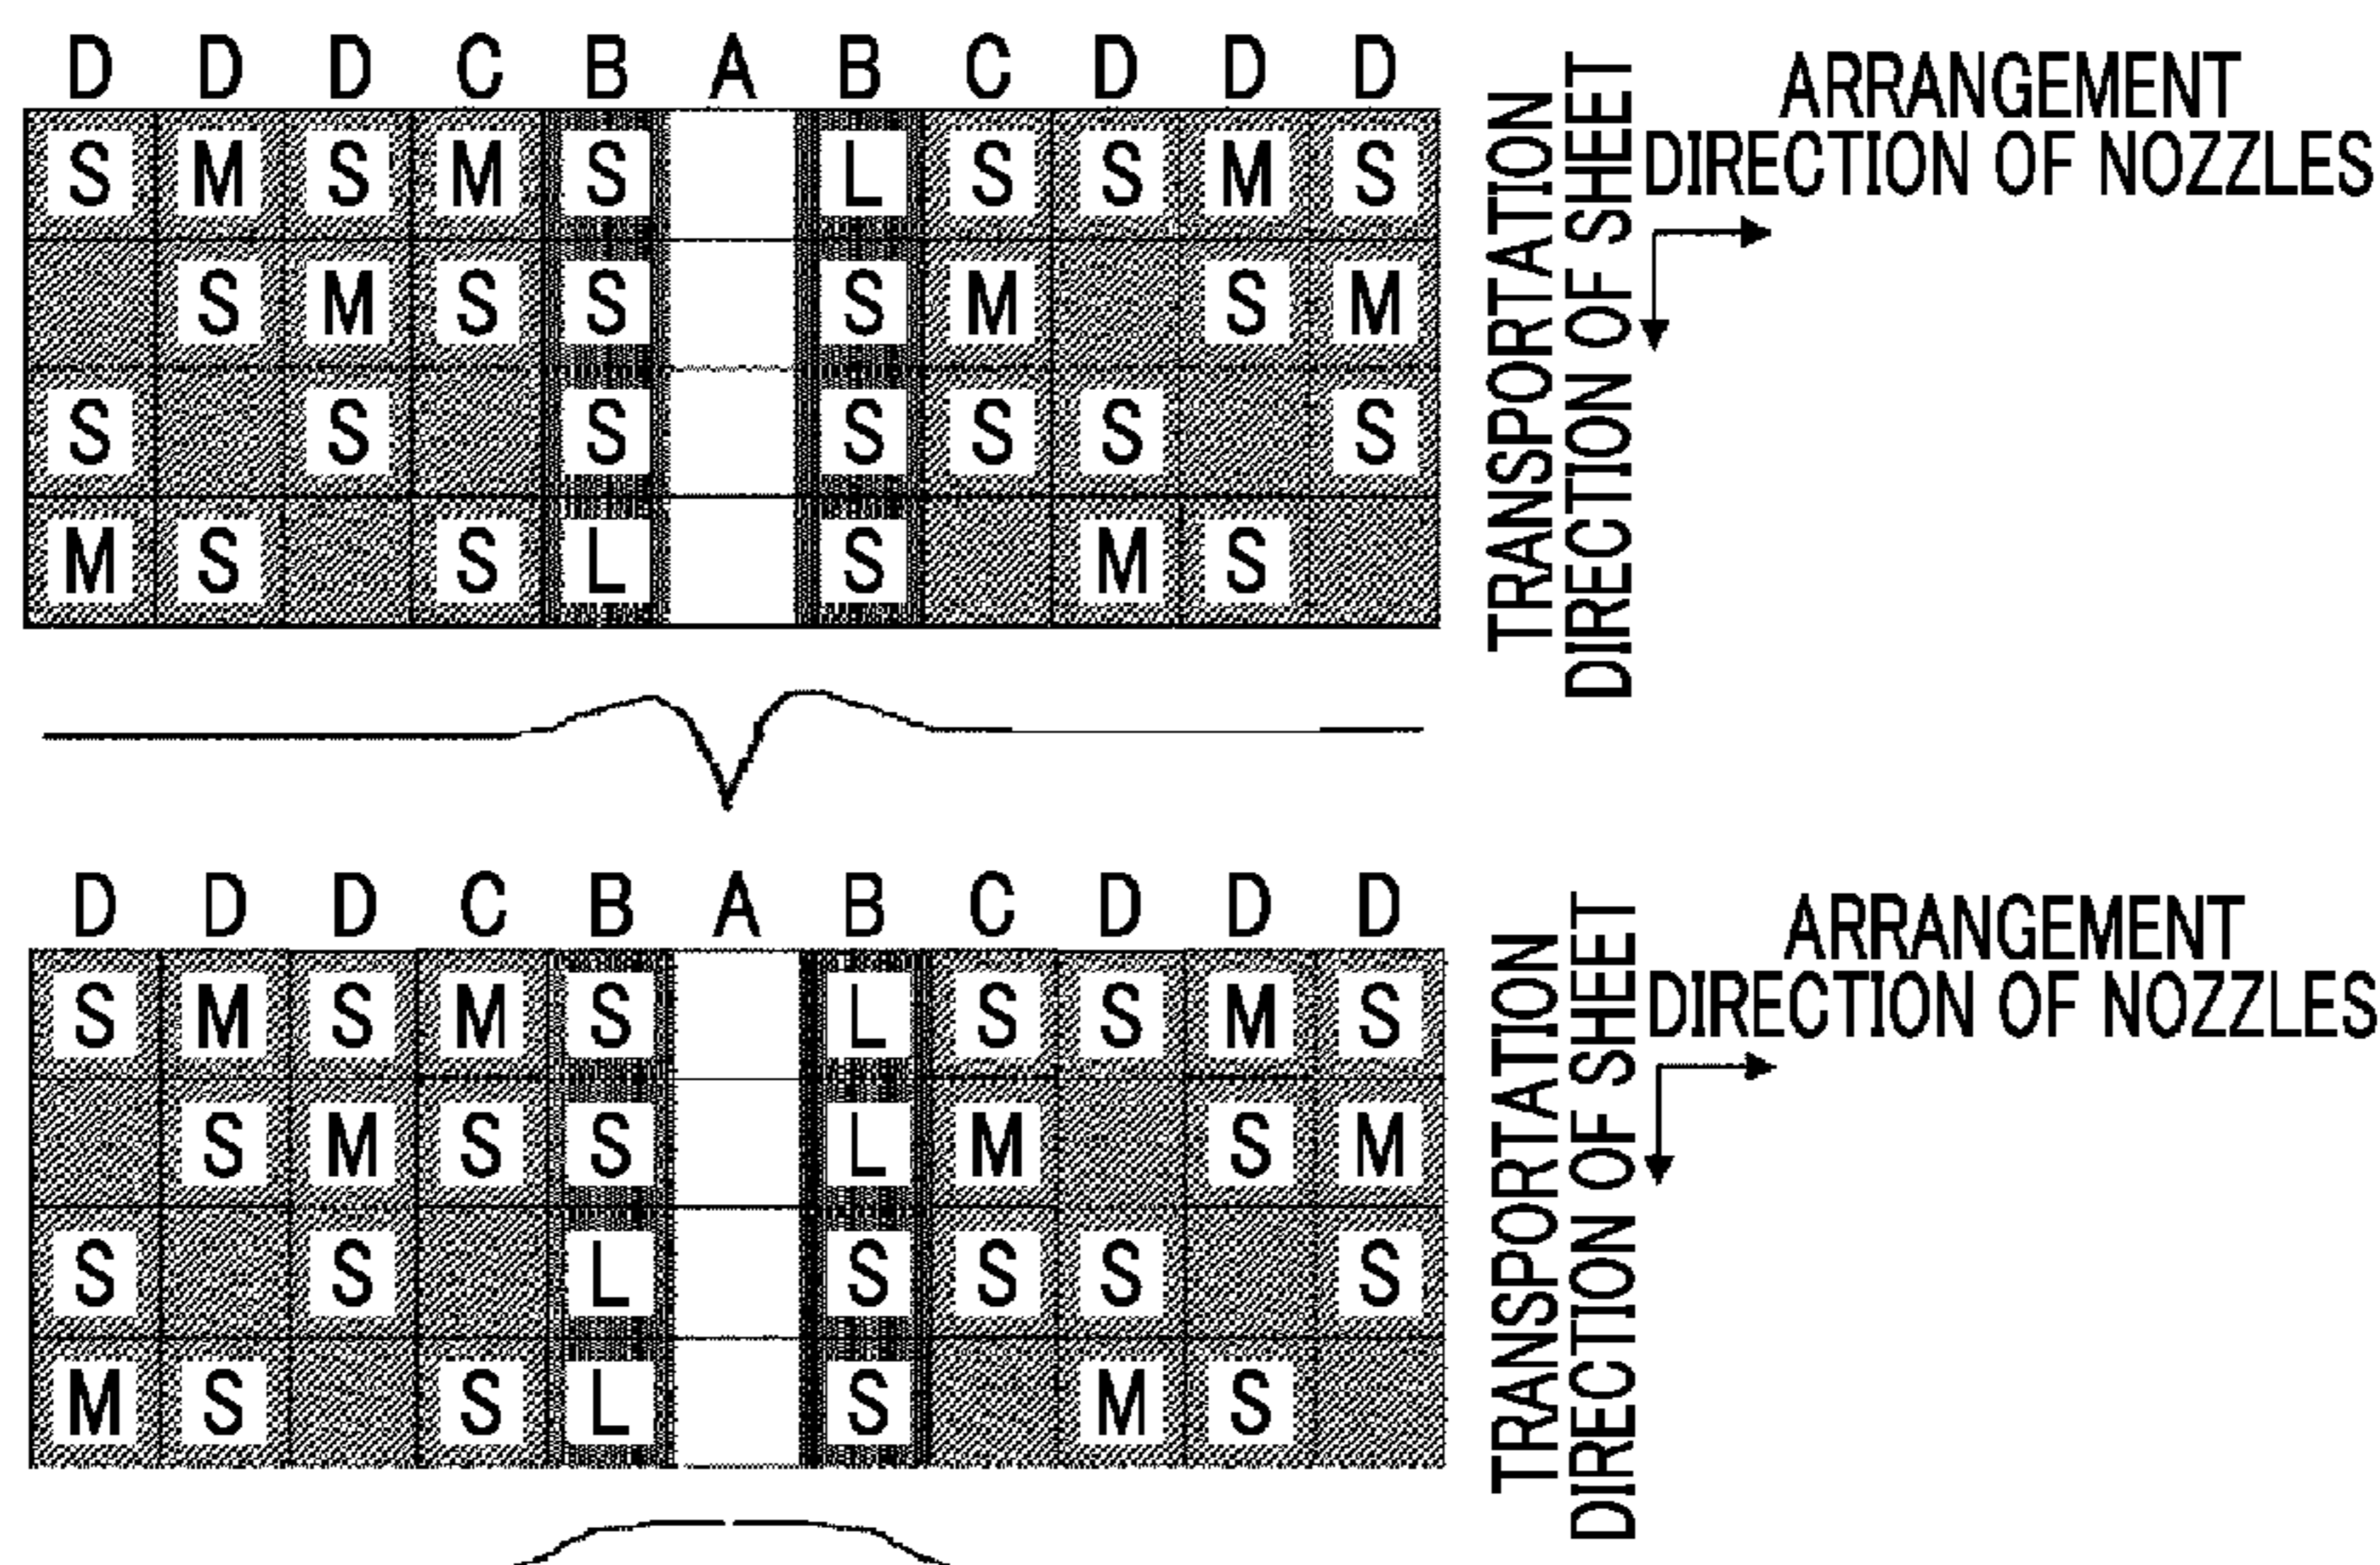 D D D C B A B C D D D
S M S M S L S S M S
S M S S S M S M
S S S S S S S
M S S L S M S
TRANSPORTATION
DIRECTION OF SHEET
ARRANGEMENT
DIRECTION OF NOZZLES
D D D C B A B C D D D
S M S M S L S S M S
S M S S L M S M
S S L S S S S
M S S L S M S
TRANSPORTATION
DIRECTION OF SHEET
ARRANGEMENT
DIRECTION OF NOZZLES